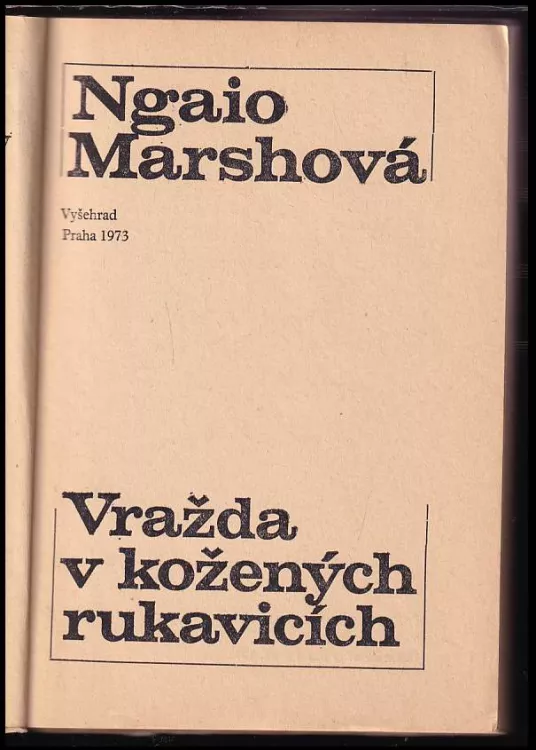 Ngaio
Marshová
Vyšehrad
Praha 1973
Vražda
v kožených
rukavicích